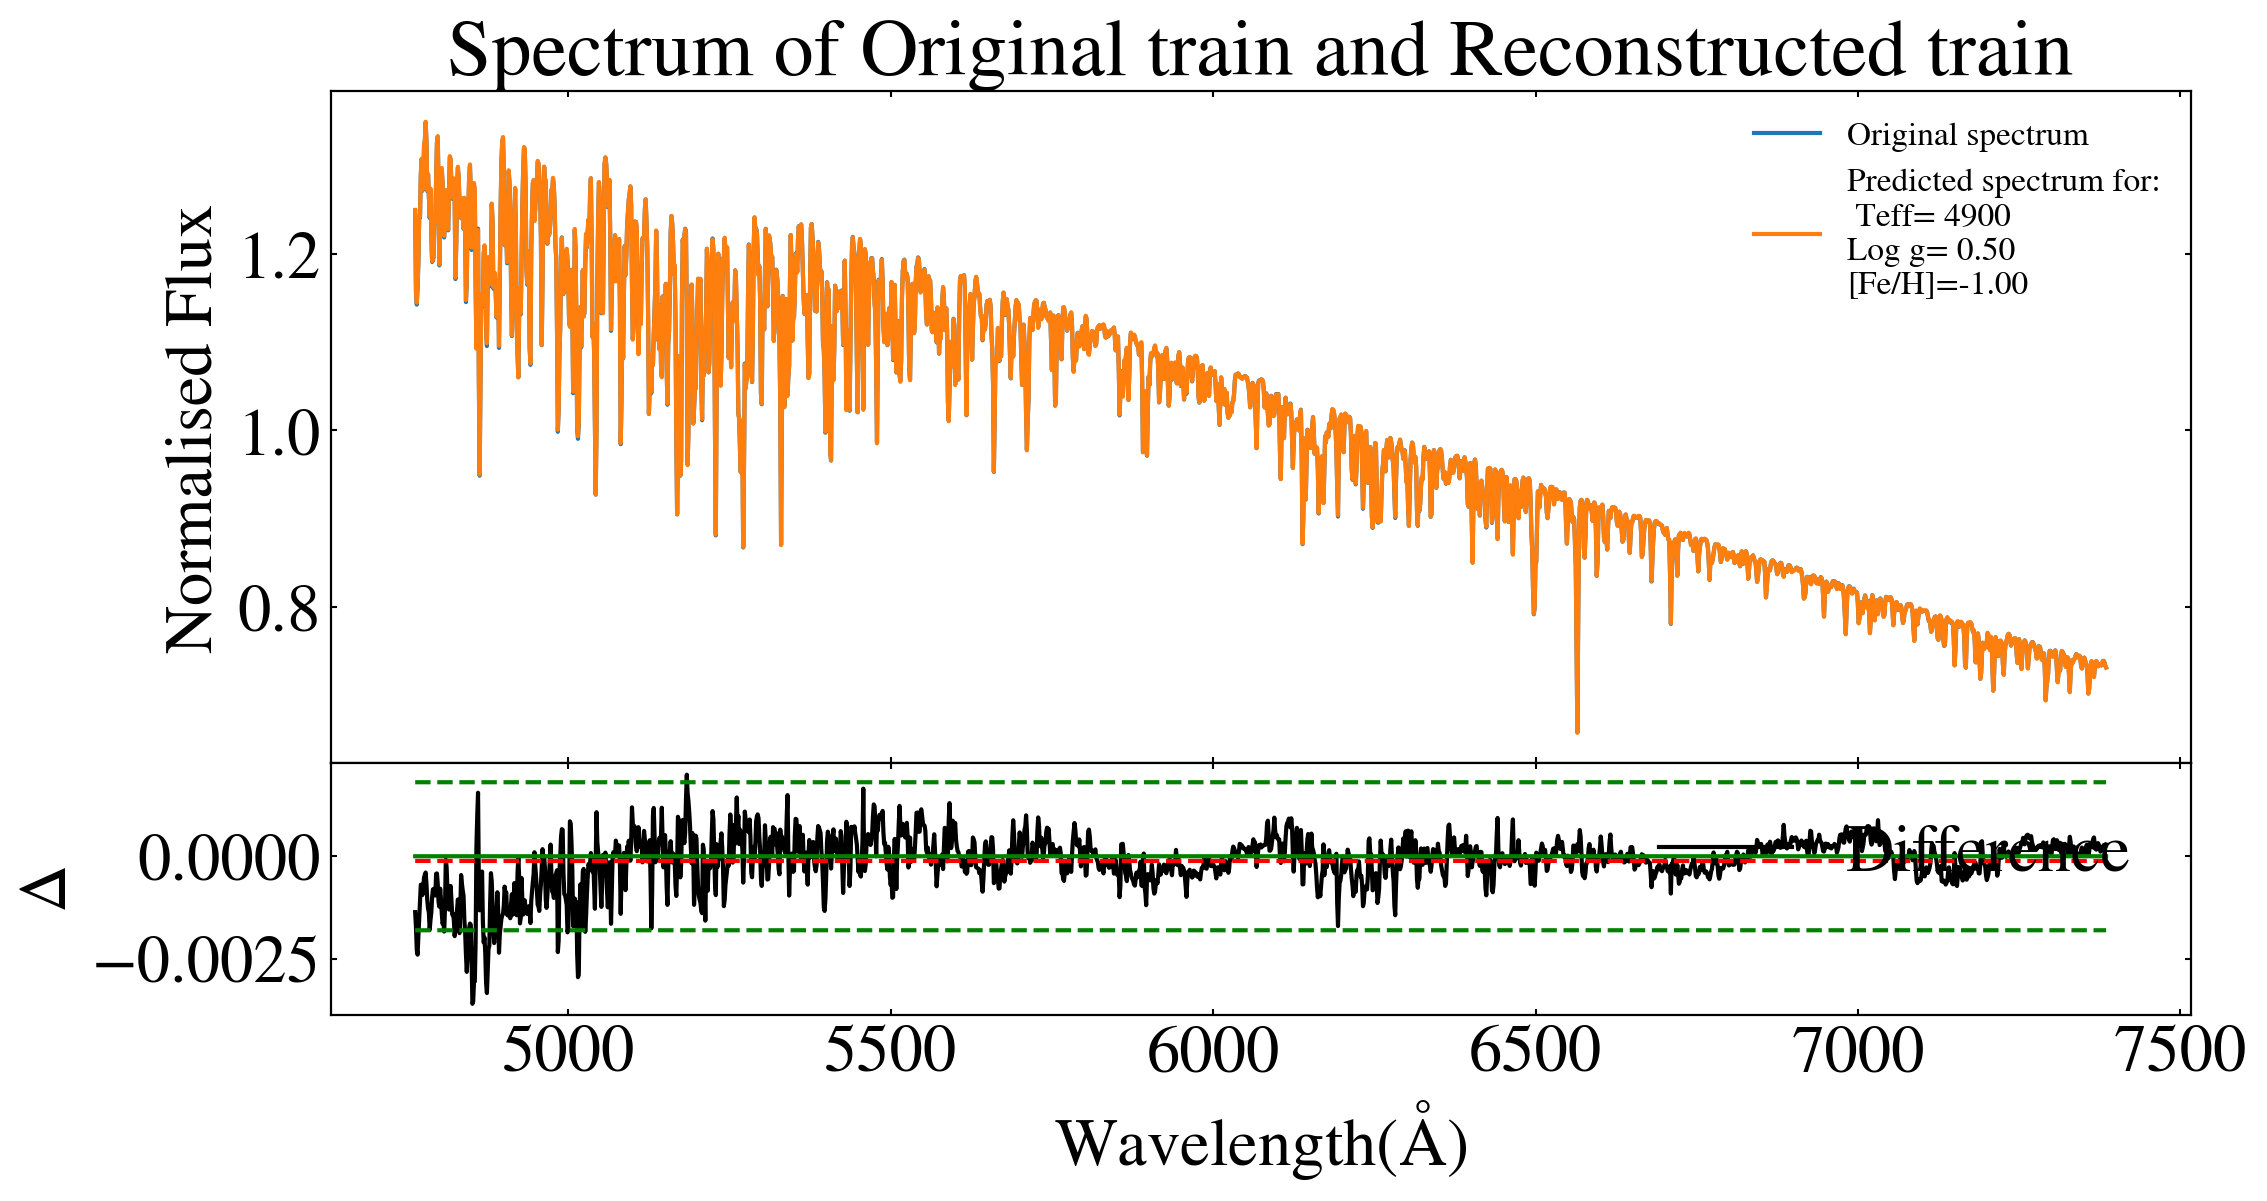 Spectrum of Original train and Reconstructed train
Original spectrum
Predicted spectrum for:
Teff= 4900
Log g= 0.50
[Fe/H]=-1.00
Normalised Flux
1.2
1.0
0.8
Difference
Δ
0.0000
−0.0025
5000 5500 6000 6500 7000 7500
Wavelength(Å)